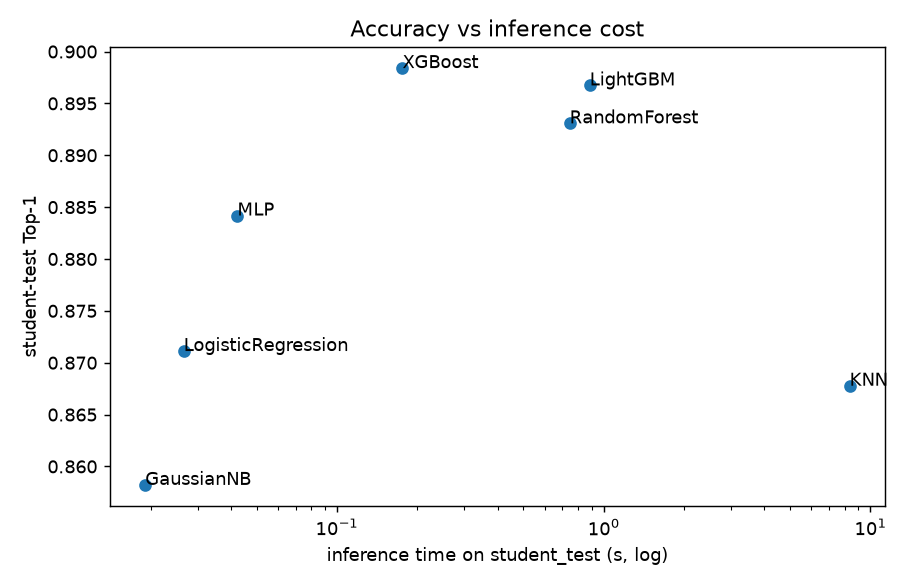 Accuracy vs inference cost
student-test Top-1
0.900
0.895
0.890
0.885
0.880
0.875
0.870
0.865
0.860
XGBoost
LightGBM
RandomForest
MLP
LogisticRegression
KNN
GaussianNB
10⁻¹
10⁰
10¹
inference time on student_test (s, log)